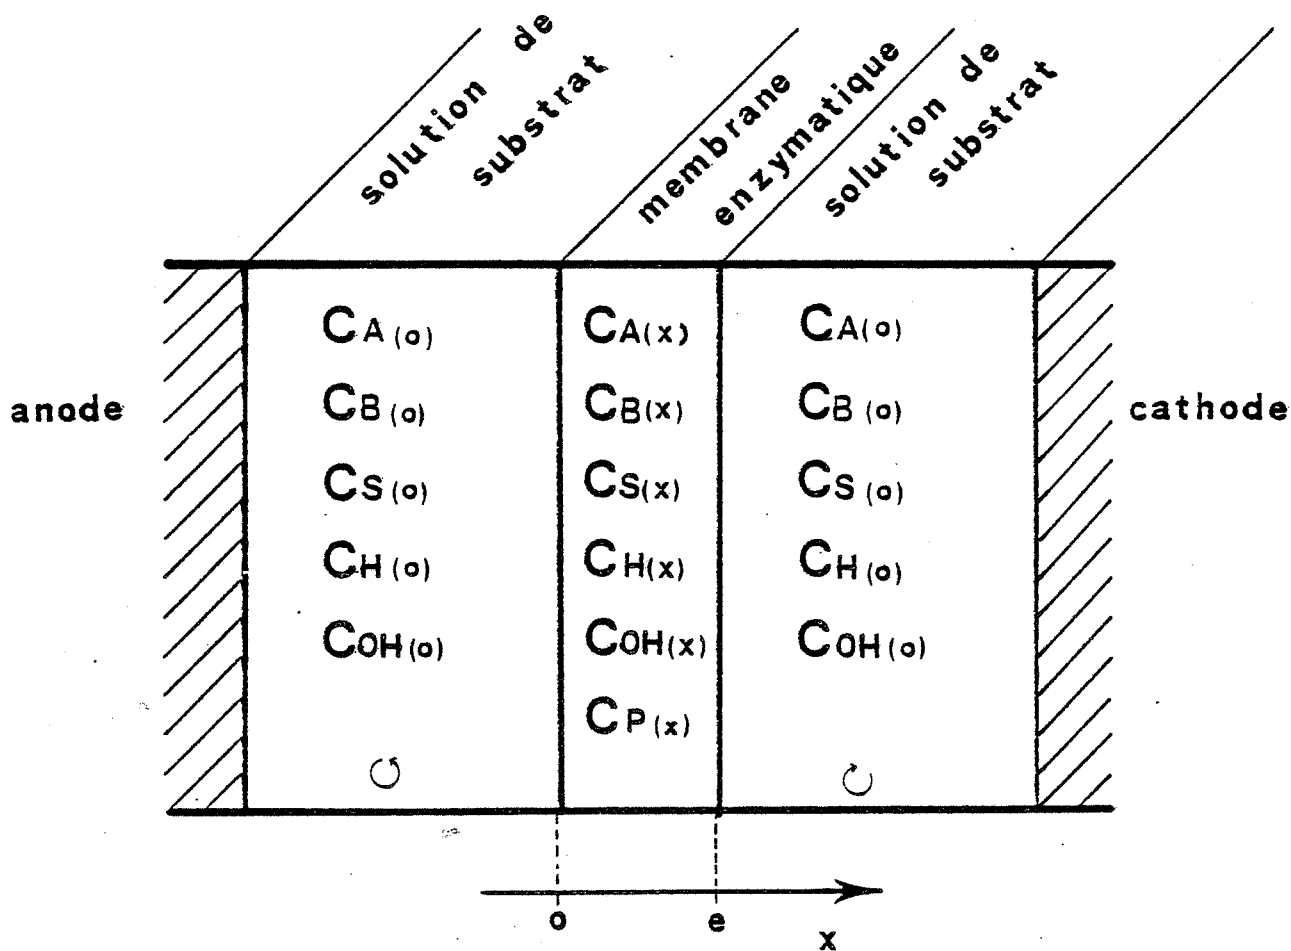 solution de
substrat
membrane
enzymatique
solution de
substrat
anode
cathode
CA(o)
CB(o)
CS(o)
CH(o)
COH(o)
CA(x)
CB(x)
CS(x)
CH(x)
COH(x)
CP(x)
CA(o)
CB(o)
CS(o)
CH(o)
COH(o)
o
e
x